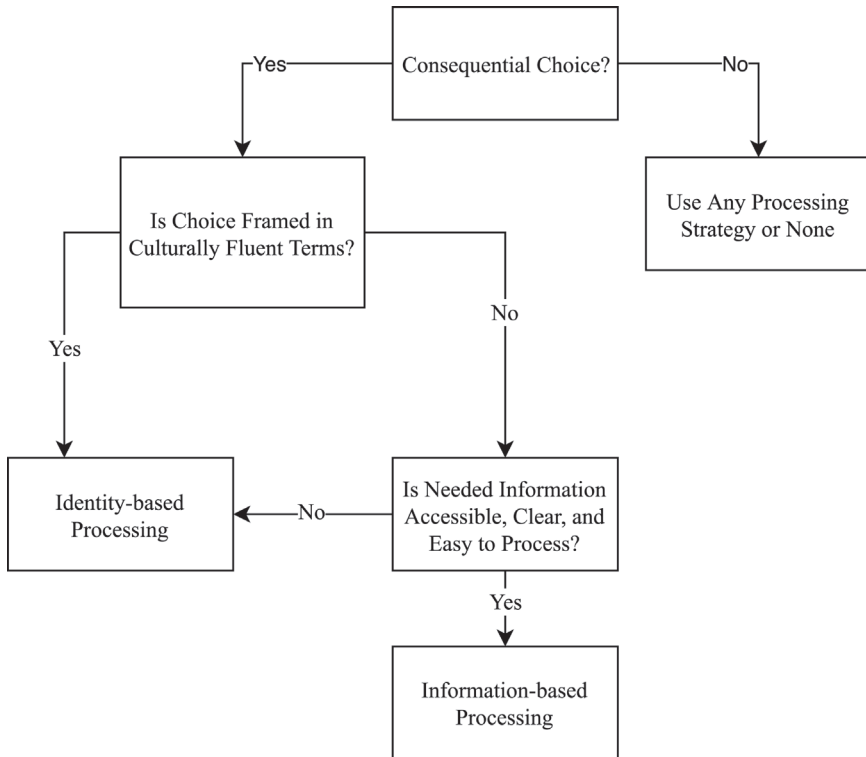 Consequential Choice?
Yes
No
Is Choice Framed in
Culturally Fluent Terms?
Use Any Processing
Strategy or None
Yes
No
Identity-based
Processing
No
Is Needed Information
Accessible, Clear, and
Easy to Process?
Yes
Information-based
Processing